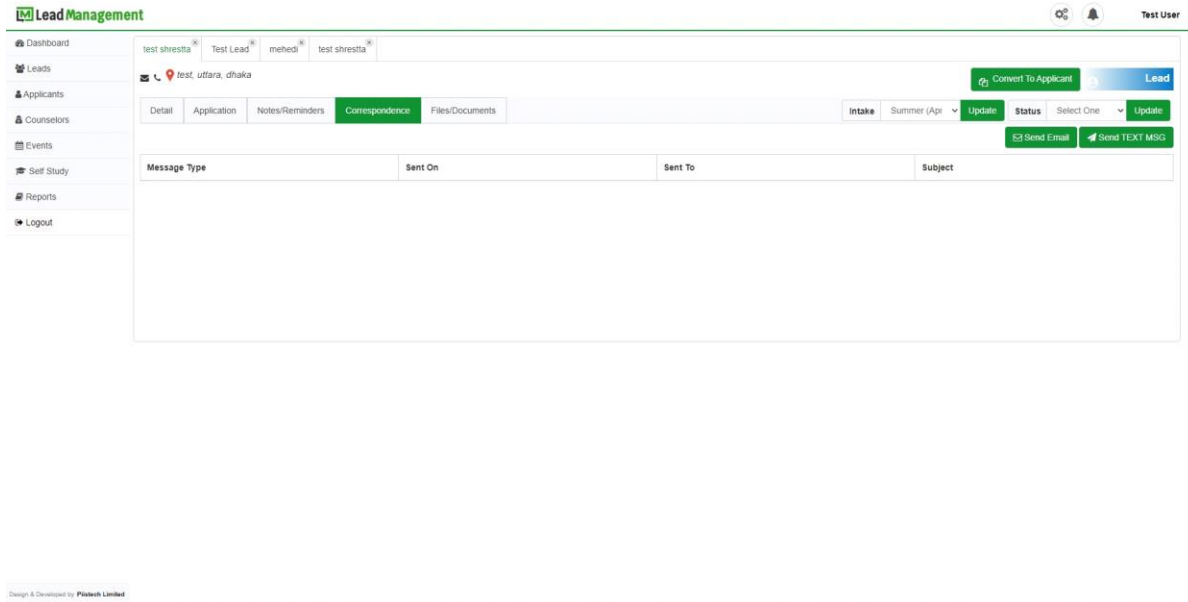 Lead Management
Test User
Dashboard
Leads
Applicants
Counselors
Events
Self Study
Reports
Logout
test shrestta Test Lead mehedi test shrestta
test, uttara, dhaka
Convert To Applicant Lead
Detail Application Notes/Reminders Correspondence Files/Documents
Intake Summer (Apr Update Status Select One Update
Send Email Send TEXT MSG
Message Type Sent On Sent To Subject
Design & Developed by Piistech Limited